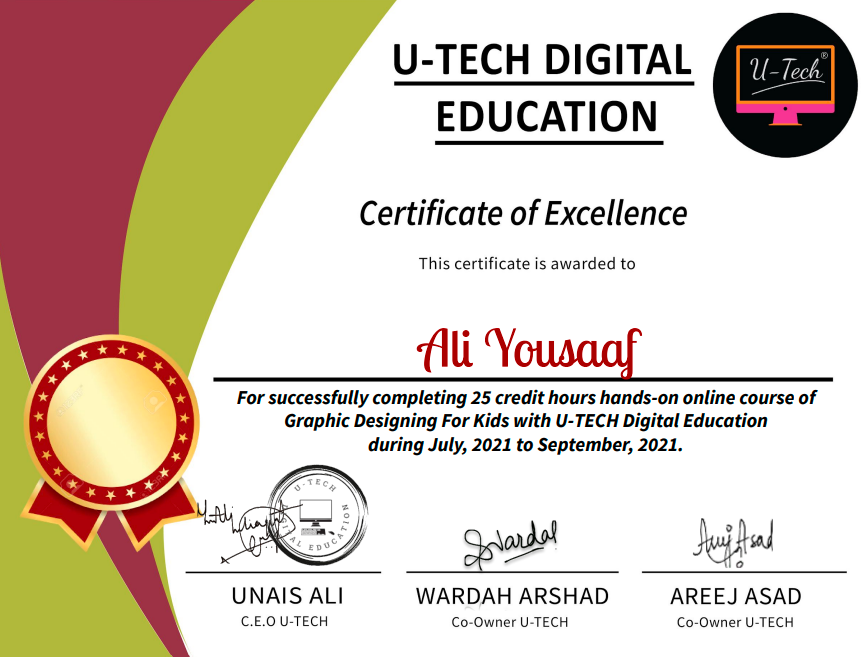 U-TECH DIGITAL
EDUCATION
U-Tech®
Certificate of Excellence
This certificate is awarded to
Ali Yousaaf
For successfully completing 25 credit hours hands-on online course of
Graphic Designing For Kids with U-TECH Digital Education
during July, 2021 to September, 2021.
U-TECH
DIGITAL EDUCATION
Wardah
Areej Asad
UNAIS ALI
WARDAH ARSHAD
AREEJ ASAD
C.E.O U-TECH
Co-Owner U-TECH
Co-Owner U-TECH